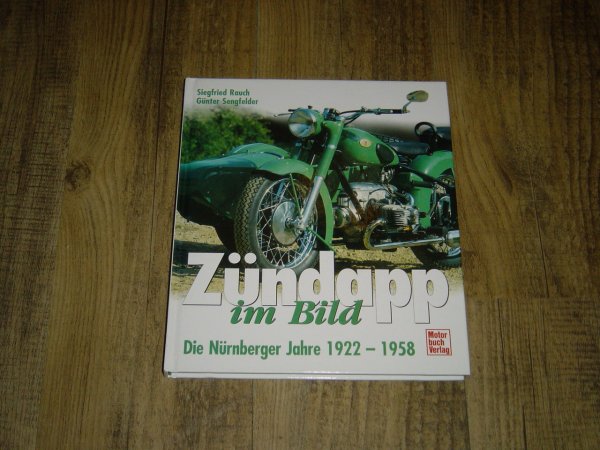 Siegfried Rauch
Günter Sengfelder
Zündapp
im Bild
Die Nürnberger Jahre 1922 – 1958
Motor
buch
Verlag